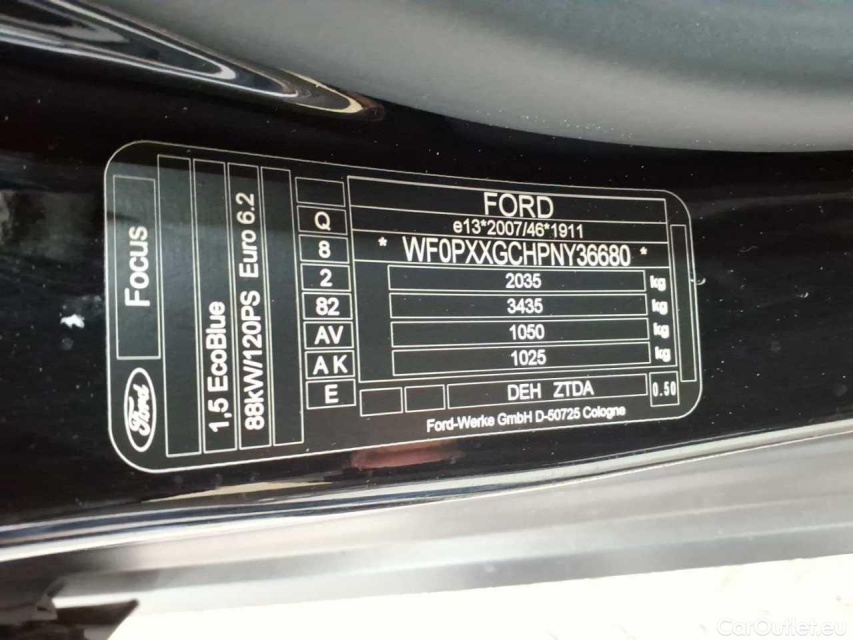 Focus
Ford
1,5 EcoBlue
88kW/120PS Euro 6.2
Q
8
2
82
AV
AK
E
FORD
e13*2007/46*1911
* WF0PXXGCHPNY36680 *
2035 kg
3435 kg
1050 kg
1025 kg
DEH ZTDA 0.50
Ford-Werke GmbH D-50725 Cologne
CarOutlet.eu